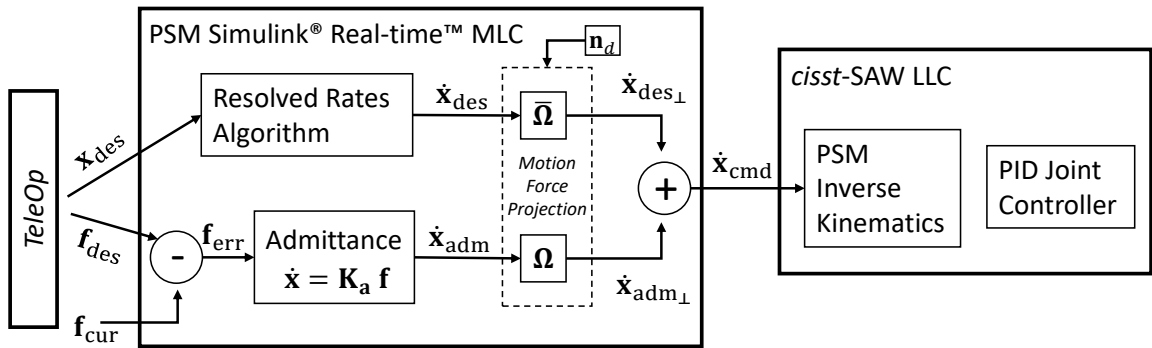 PSM Simulink® Real-time™ MLC
n_d
cisst-SAW LLC
TeleOp
x_des
Resolved Rates
Algorithm
ẋ_des
Ω̄
ẋ_des⊥
Motion
Force
Projection
+
ẋ_cmd
PSM
Inverse
Kinematics
PID Joint
Controller
f_des
-
f_err
Admittance
ẋ = K_a f
ẋ_adm
Ω
ẋ_adm⊥
f_cur